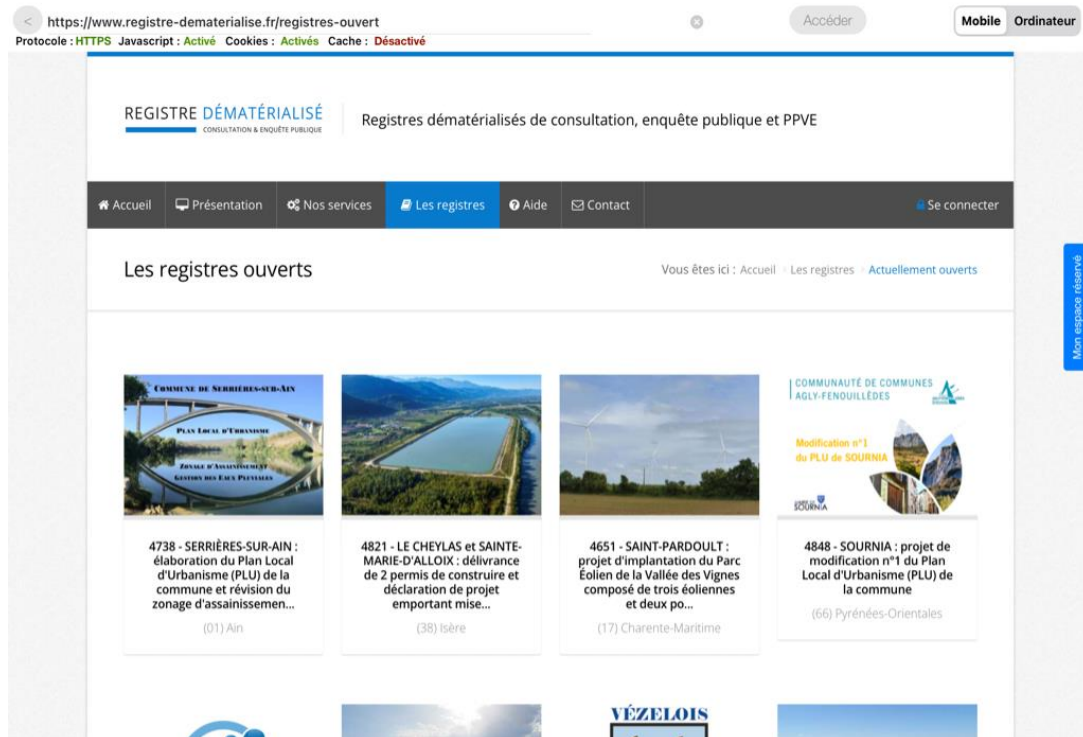 < https://www.registre-dematerialise.fr/registres-ouvert Accéder Mobile Ordinateur
Protocole : HTTPS Javascript : Activé Cookies : Activés Cache : Désactivé
REGISTRE DÉMATÉRIALISÉ
CONSULTATION & ENQUÊTE PUBLIQUE
Registres dématérialisés de consultation, enquête publique et PPVE
Accueil Présentation Nos services Les registres Aide Contact Se connecter
Mon espace réservé
Les registres ouverts
Vous êtes ici : Accueil Les registres Actuellement ouverts
COMMUNE DE SERRIÈRES-SUR-AIN
PLAN LOCAL D'URBANISME
ZONAGE D'ASSAINISSEMENT
GESTION DES EAUX PLUVIALES
4738 - SERRIÈRES-SUR-AIN :
élaboration du Plan Local
d'Urbanisme (PLU) de la
commune et révision du
zonage d'assainissemen...
(01) Ain
4821 - LE CHEYLAS et SAINTE-
MARIE-D'ALLOIX : délivrance
de 2 permis de construire et
déclaration de projet
emportant mise...
(38) Isère
4651 - SAINT-PARDOULT :
projet d'implantation du Parc
Éolien de la Vallée des Vignes
composé de trois éoliennes
et deux po...
(17) Charente-Maritime
COMMUNAUTÉ DE COMMUNES
AGLY-FENOUILLÈDES
Modification n°1
du PLU de SOURNIA
SOURNIA
4848 - SOURNIA : projet de
modification n°1 du Plan
Local d'Urbanisme (PLU) de
la commune
(66) Pyrénées-Orientales
VÉZELOIS